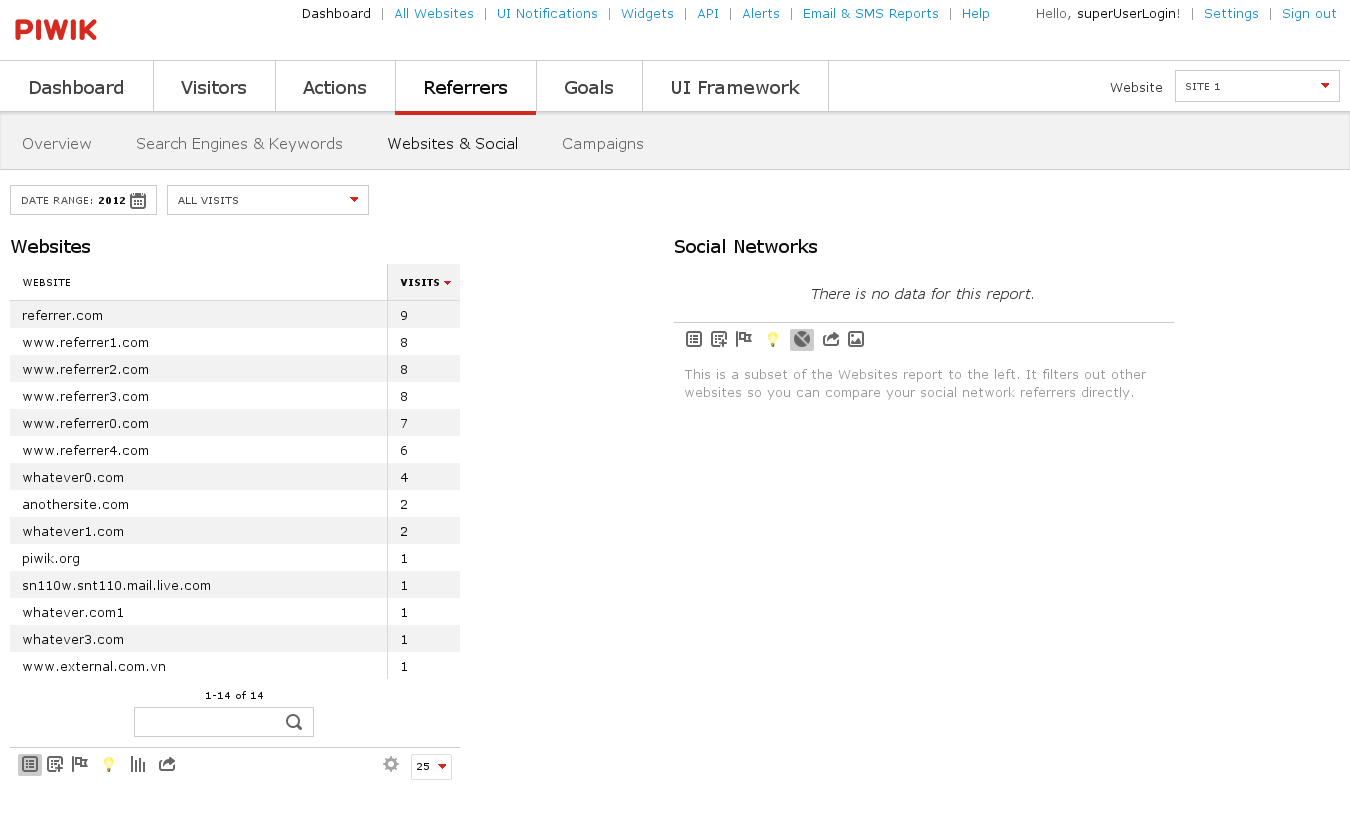 PIWIK
Dashboard | All Websites | UI Notifications | Widgets | API | Alerts | Email & SMS Reports | Help
Hello, superUserLogin! | Settings | Sign out
Dashboard Visitors Actions Referrers Goals UI Framework
Website SITE 1
Overview Search Engines & Keywords Websites & Social Campaigns
DATE RANGE: 2012 ALL VISITS
Websites
WEBSITE VISITS
referrer.com 9
www.referrer1.com 8
www.referrer2.com 8
www.referrer3.com 8
www.referrer0.com 7
www.referrer4.com 6
whatever0.com 4
anothersite.com 2
whatever1.com 2
piwik.org 1
sn110w.snt110.mail.live.com 1
whatever.com1 1
whatever3.com 1
www.external.com.vn 1
1-14 of 14
25
Social Networks
There is no data for this report.
This is a subset of the Websites report to the left. It filters out other
websites so you can compare your social network referrers directly.